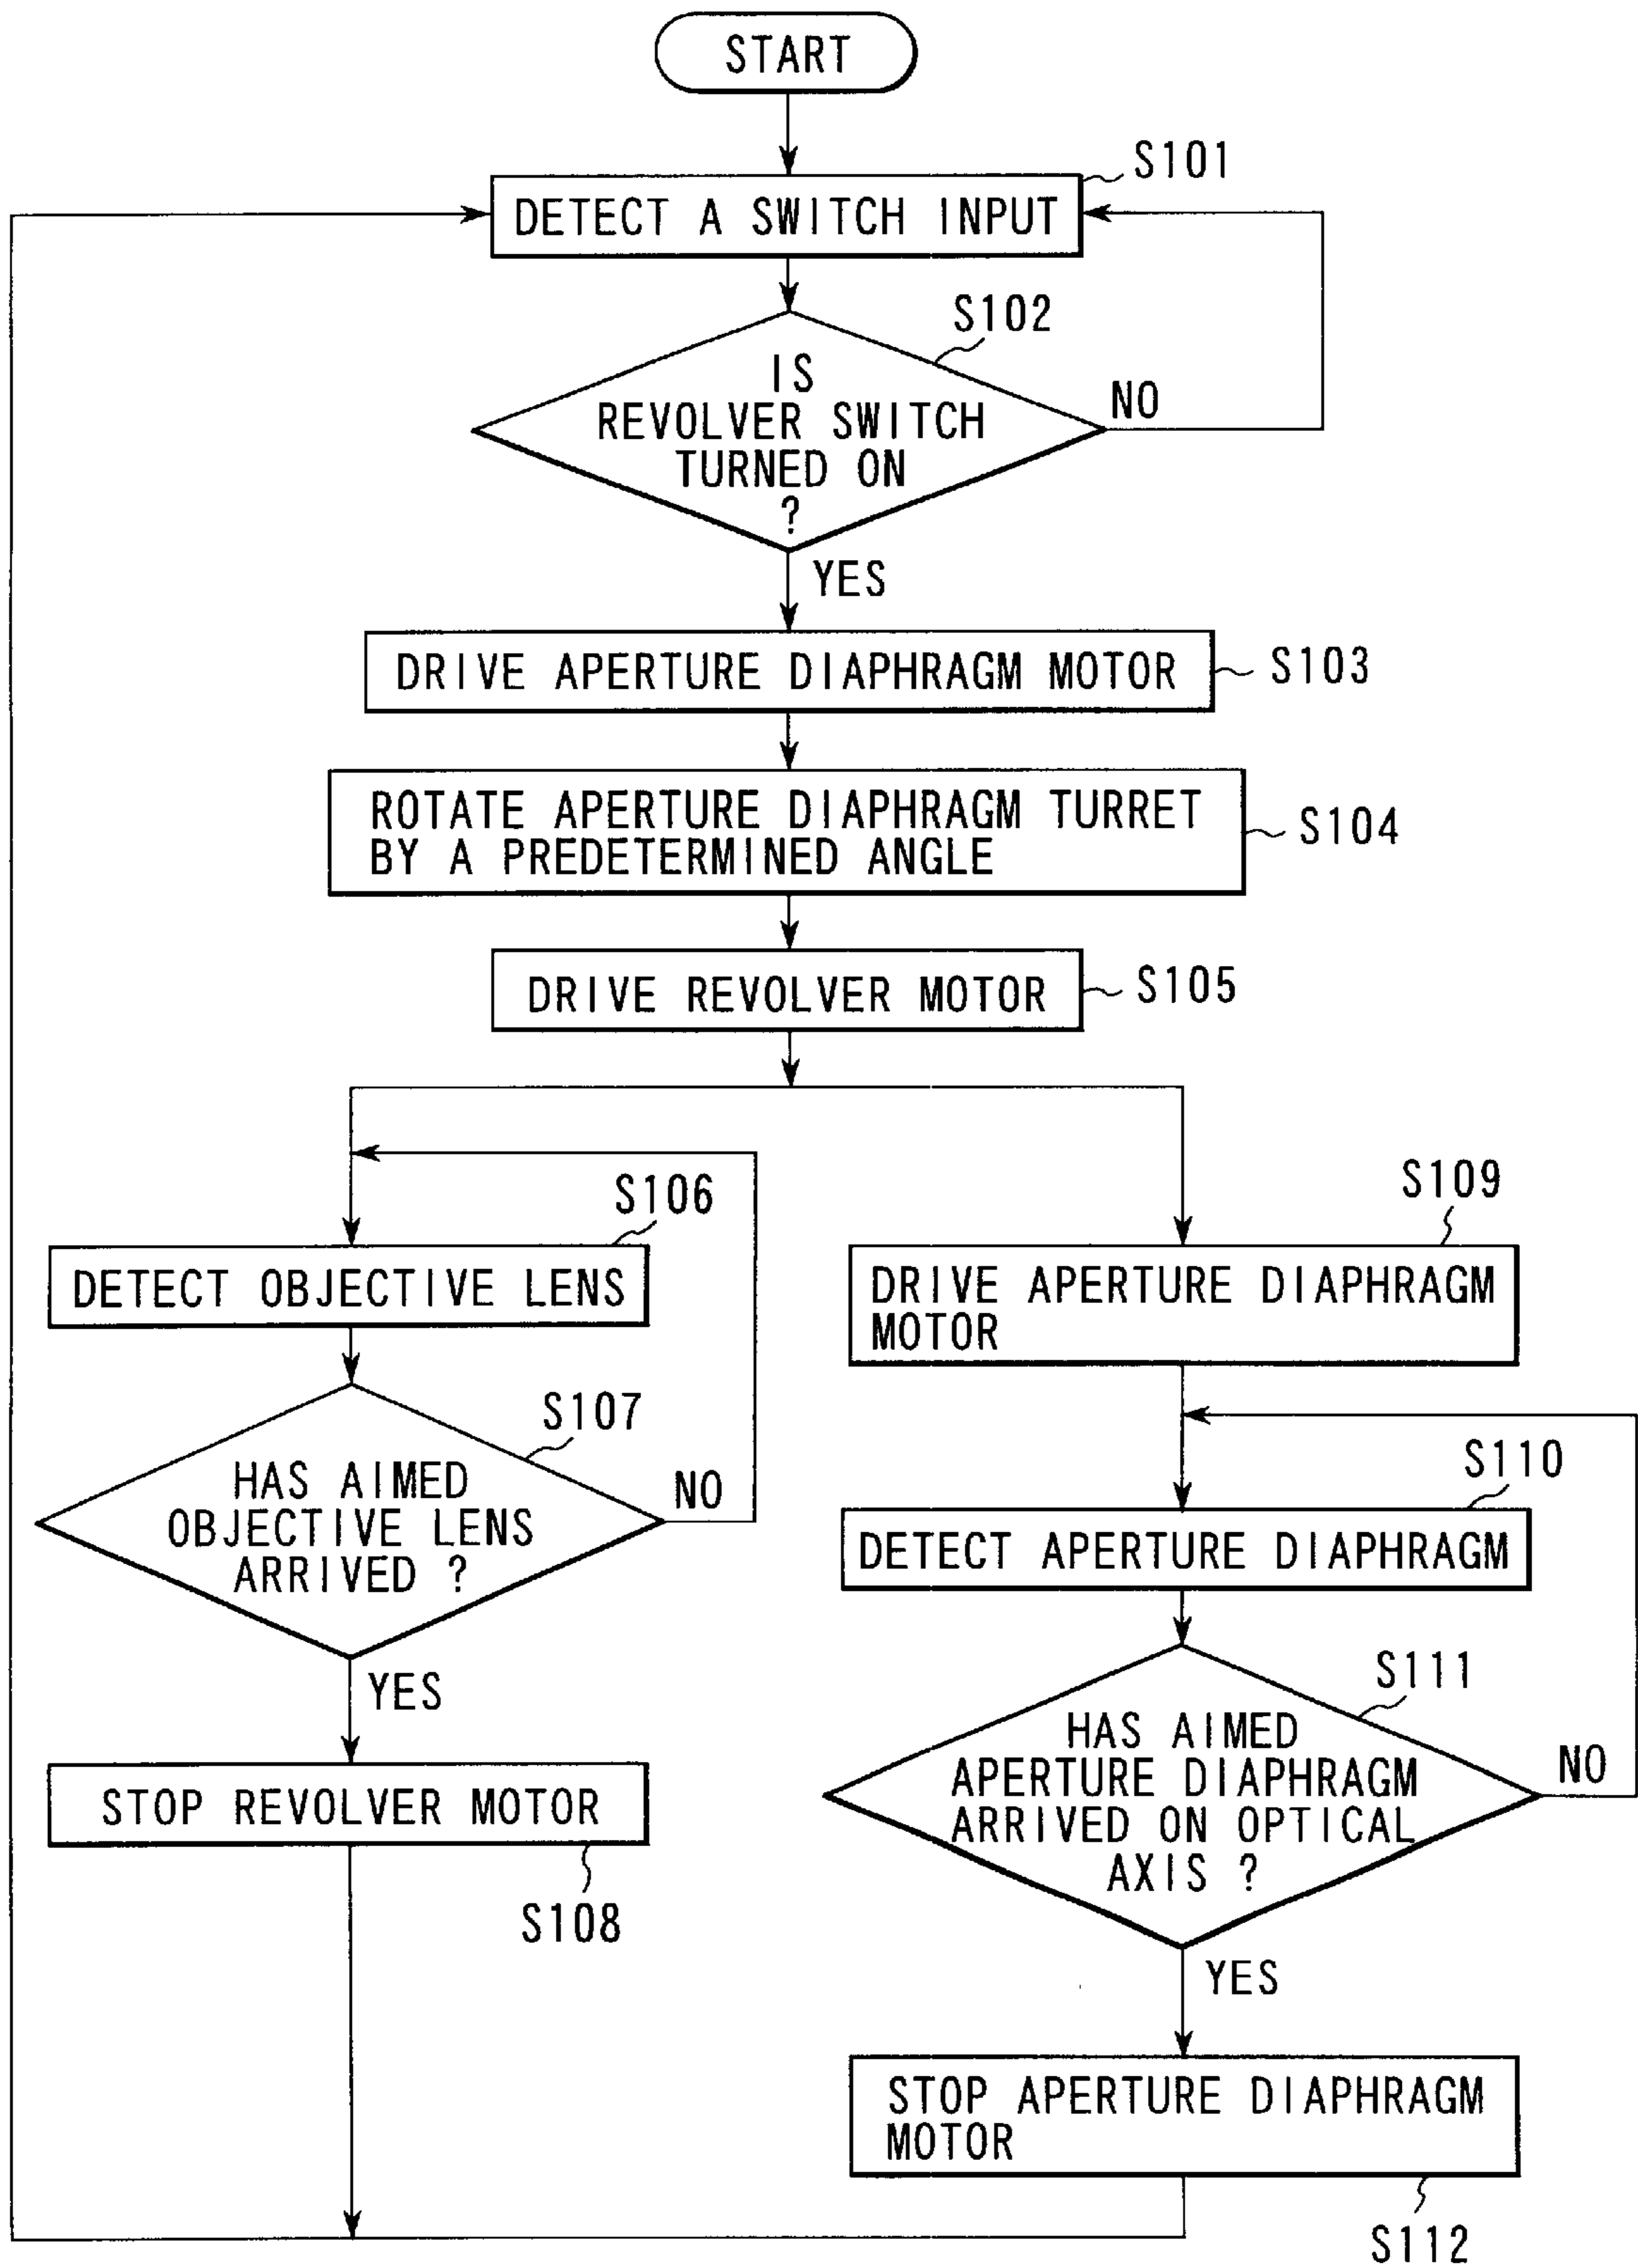 START
S101
DETECT A SWITCH INPUT
S102
IS
REVOLVER SWITCH
TURNED ON
?
NO
YES
DRIVE APERTURE DIAPHRAGM MOTOR
S103
ROTATE APERTURE DIAPHRAGM TURRET
BY A PREDETERMINED ANGLE
S104
DRIVE REVOLVER MOTOR
S105
S106
DETECT OBJECTIVE LENS
S107
HAS AIMED
OBJECTIVE LENS
ARRIVED ?
NO
YES
STOP REVOLVER MOTOR
S108
S109
DRIVE APERTURE DIAPHRAGM
MOTOR
S110
DETECT APERTURE DIAPHRAGM
S111
HAS AIMED
APERTURE DIAPHRAGM
ARRIVED ON OPTICAL
AXIS ?
NO
YES
STOP APERTURE DIAPHRAGM
MOTOR
S112